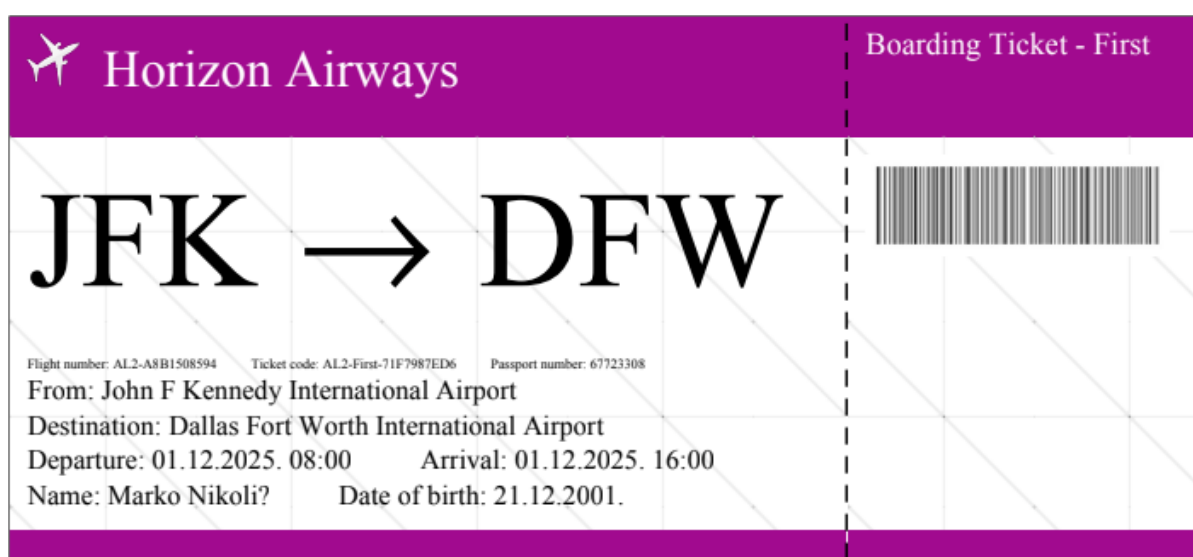 Horizon Airways
Boarding Ticket - First
JFK → DFW
Flight number: AL2-A8B1508594 Ticket code: AL2-First-71F7987ED6 Passport number: 67723308
From: John F Kennedy International Airport
Destination: Dallas Fort Worth International Airport
Departure: 01.12.2025. 08:00 Arrival: 01.12.2025. 16:00
Name: Marko Nikoli? Date of birth: 21.12.2001.